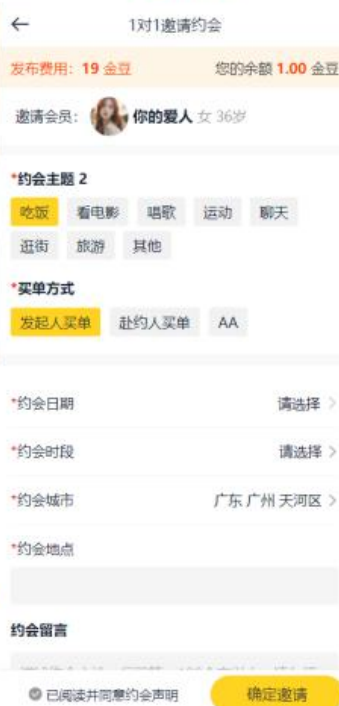 1对1邀请约会
发布费用：19 金豆 您的余额 1.00 金豆
邀请会员： 你的爱人 女 36岁
*约会主题 2
吃饭 看电影 唱歌 运动 聊天
逛街 旅游 其他
*买单方式
发起人买单 赴约人买单 AA
*约会日期 请选择
*约会时段 请选择
*约会城市 广东 广州 天河区
*约会地点
约会留言
已阅读并同意约会声明 确定邀请